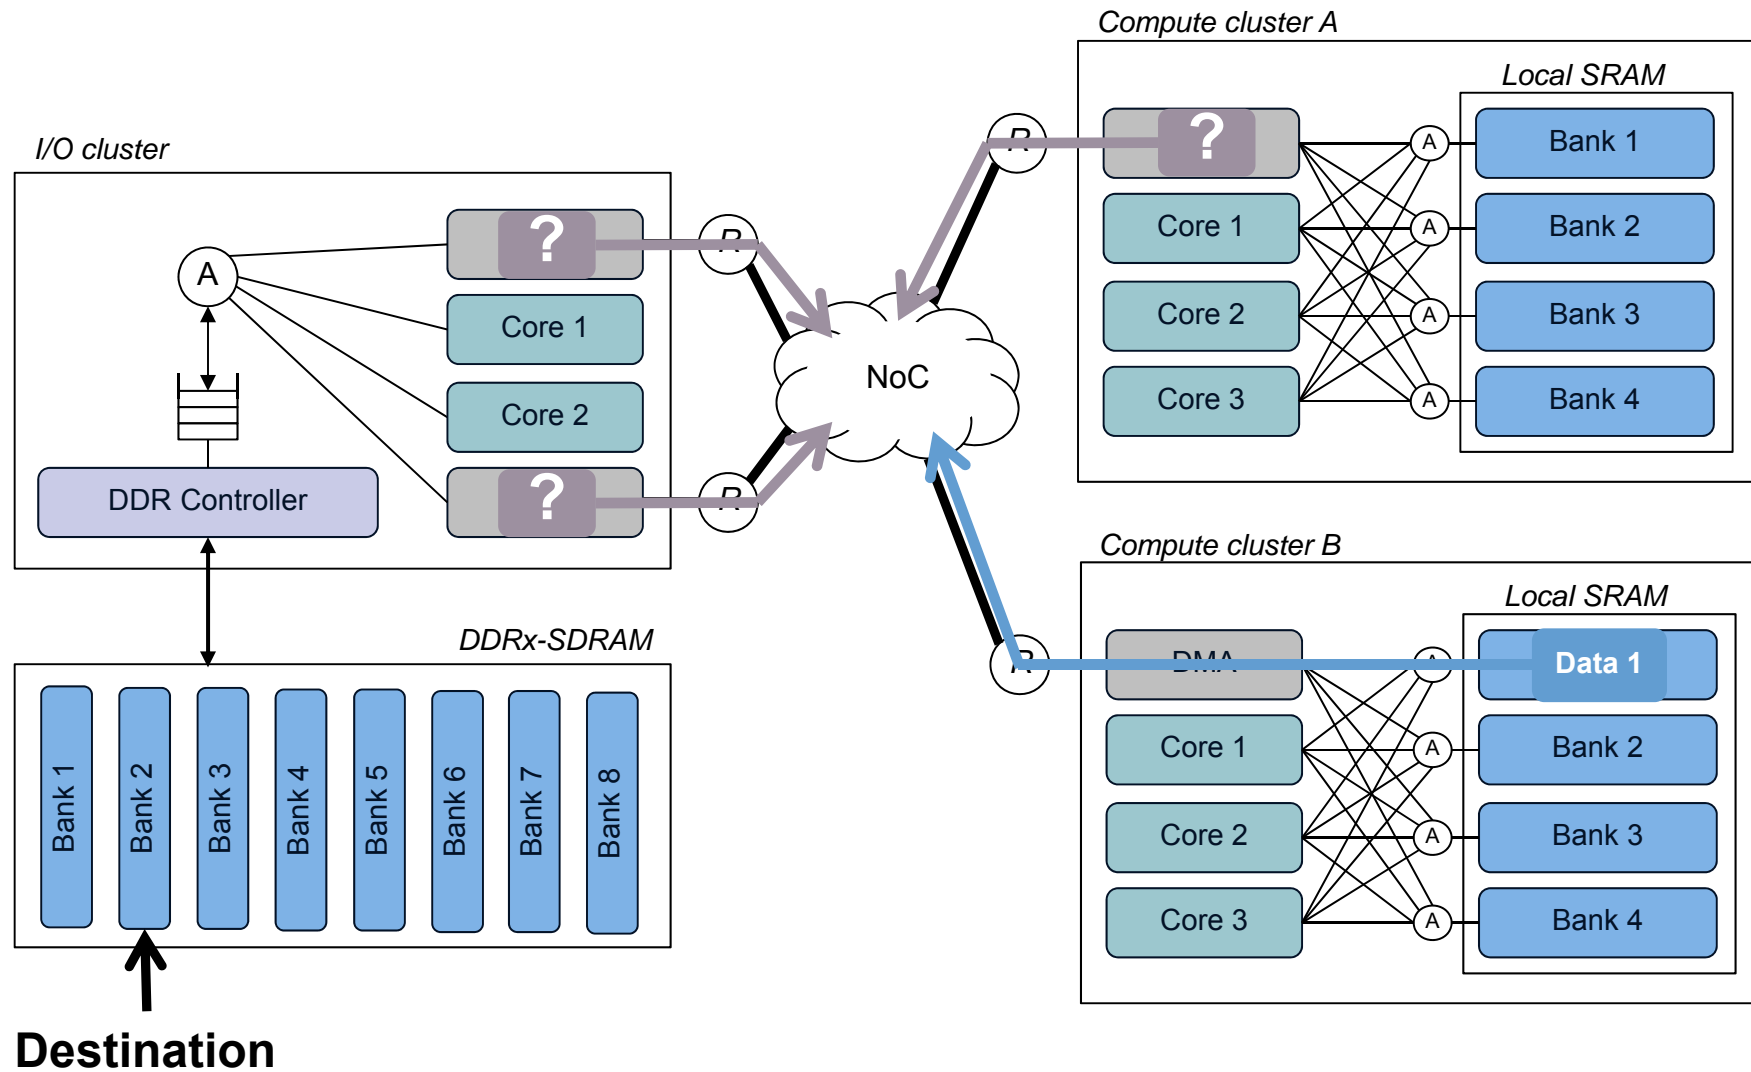 Compute cluster A
Local SRAM
?
Bank 1
Core 1
Bank 2
Core 2
Bank 3
Core 3
Bank 4
A
A
A
A
R
I/O cluster
A
?
Core 1
Core 2
?
DDR Controller
R
R
NoC
Compute cluster B
Local SRAM
DMA
Data 1
Core 1
Bank 2
Core 2
Bank 3
Core 3
Bank 4
A
A
A
A
R
DDRx-SDRAM
Bank 1
Bank 2
Bank 3
Bank 4
Bank 5
Bank 6
Bank 7
Bank 8
Destination